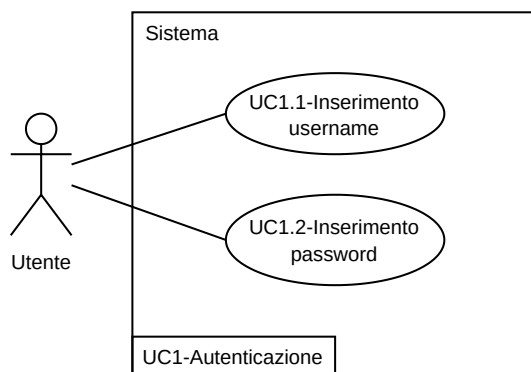 Sistema
UC1.1-Inserimento
username
UC1.2-Inserimento
password
Utente
UC1-Autenticazione